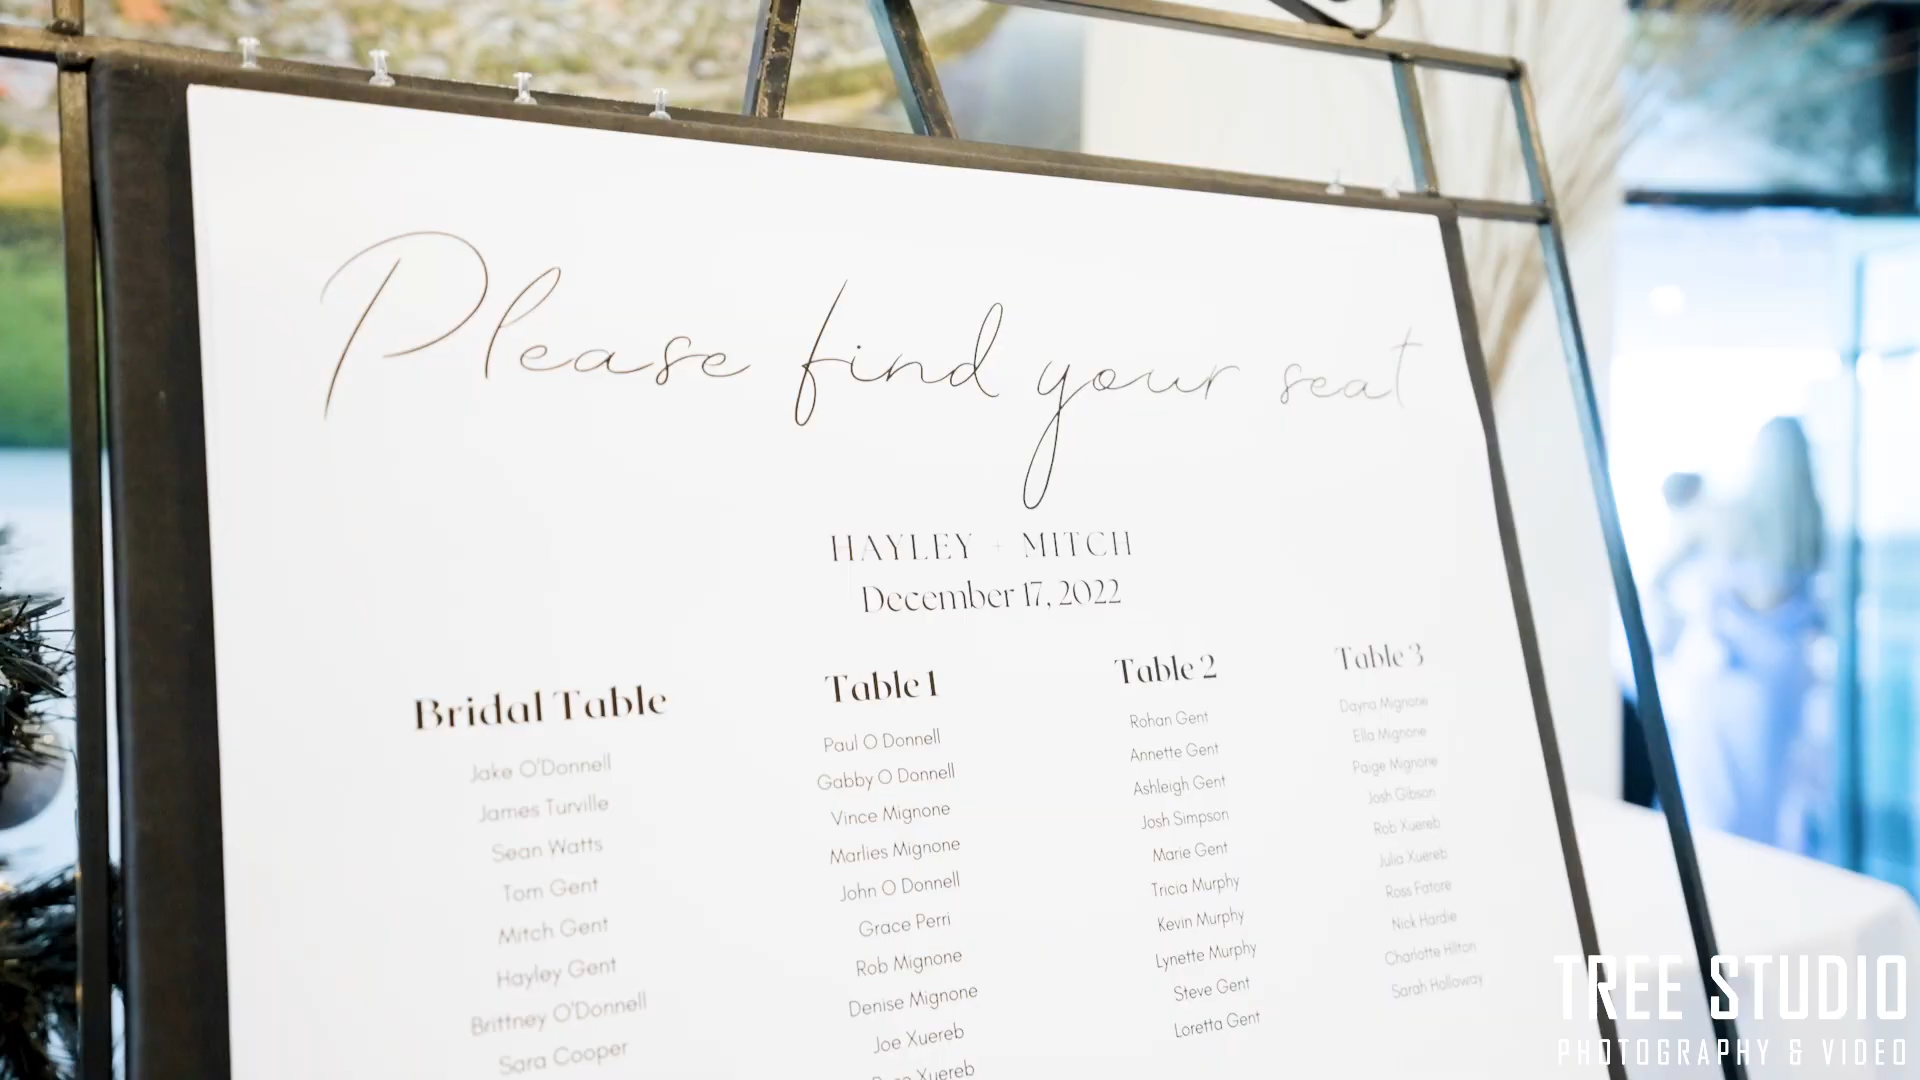 Please find your seat
HAYLEY + MITCH
December 17, 2022
Bridal Table
Jake O'Donnell
James Turville
Sean Watts
Tom Gent
Mitch Gent
Hayley Gent
Brittney O'Donnell
Sara Cooper
Table 1
Paul O Donnell
Gabby O Donnell
Vince Mignone
Marlies Mignone
John O Donnell
Grace Perri
Rob Mignone
Denise Mignone
Joe Xuereb
Xuereb
Table 2
Rohan Gent
Annette Gent
Ashleigh Gent
Josh Simpson
Marie Gent
Tricia Murphy
Kevin Murphy
Lynette Murphy
Steve Gent
Loretta Gent
Table 3
Dayna Mignone
Ella Mignone
Paige Mignone
Josh Gibson
Rob Xuereb
Julia Xuereb
Ross Fatore
Nick Hardie
Charlotte Hilton
Sarah Holloway
TREE STUDIO
PHOTOGRAPHY & VIDEO